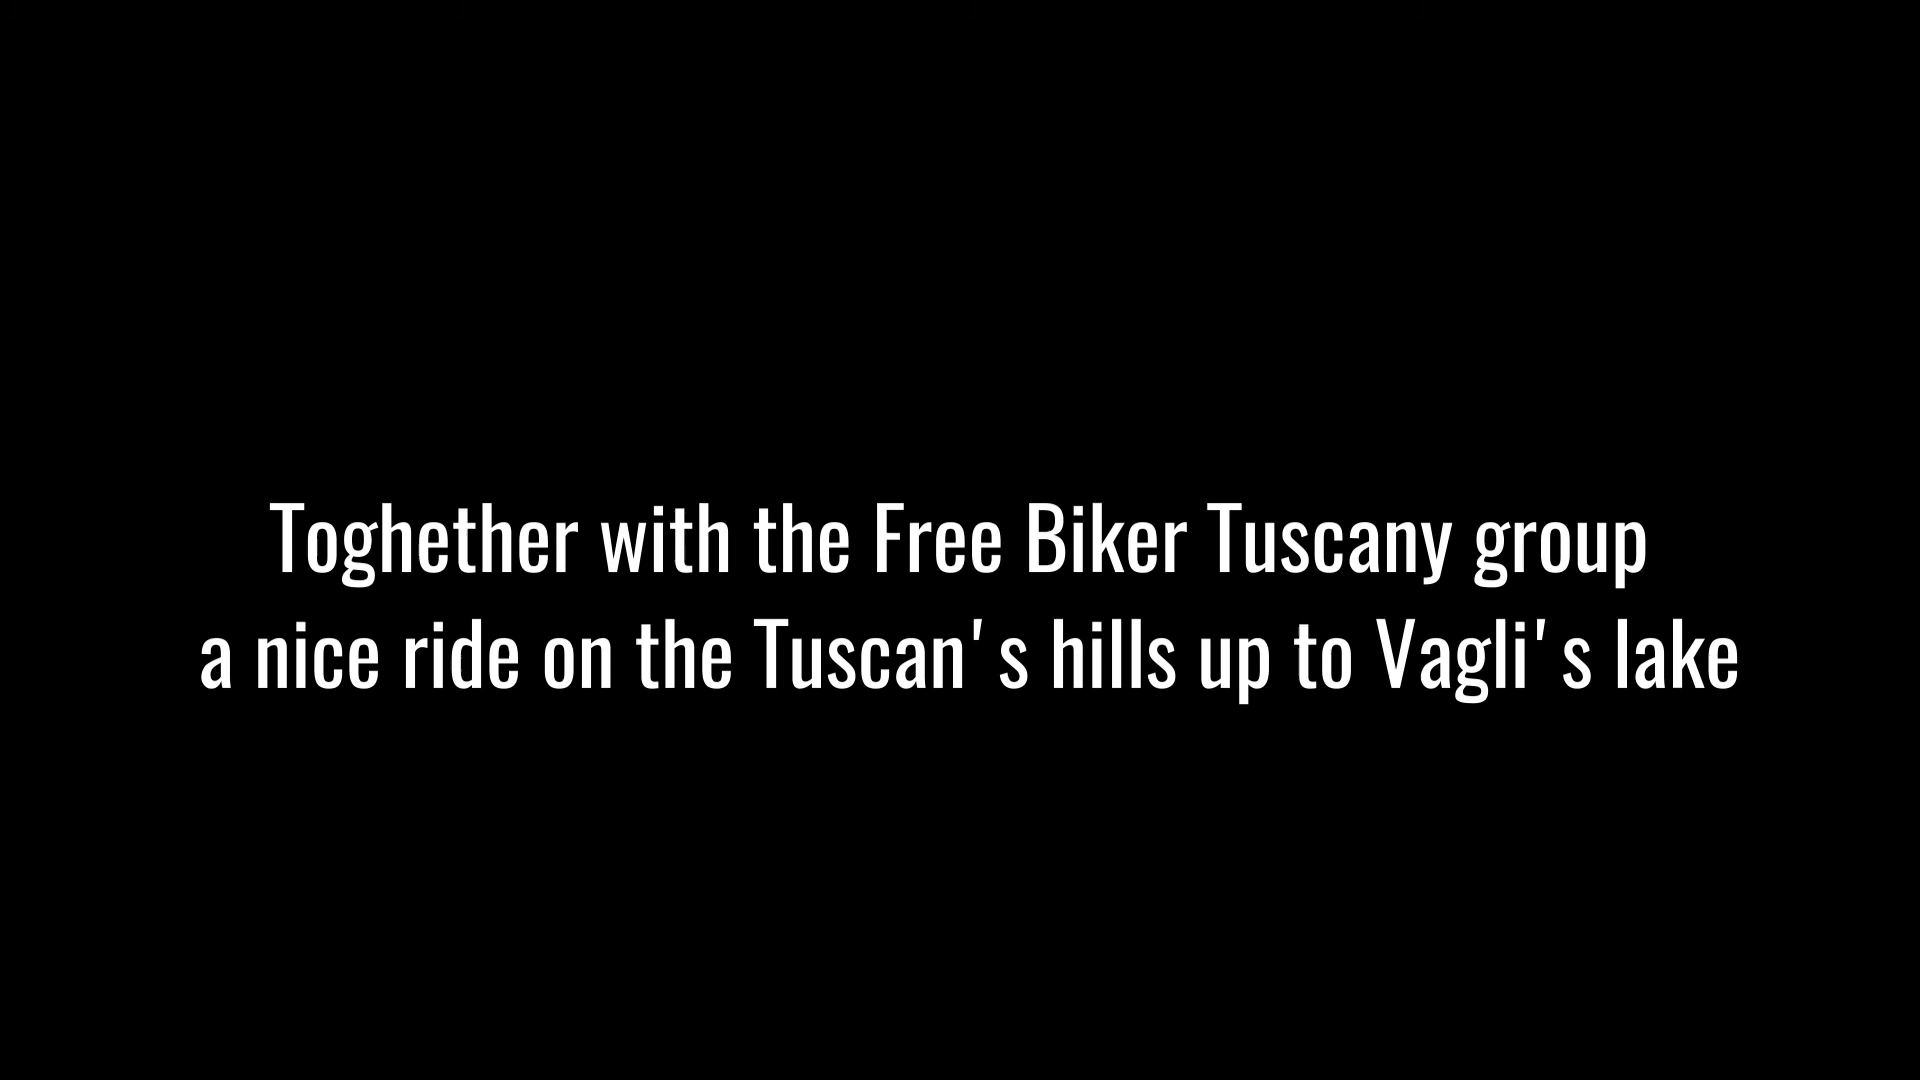 Toghether with the Free Biker Tuscany group
a nice ride on the Tuscan's hills up to Vagli's lake